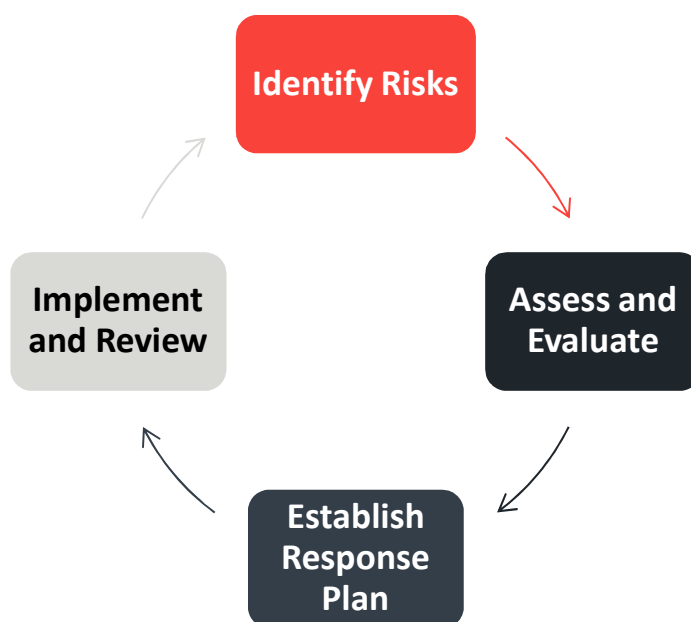 Identify Risks
Assess and
Evaluate
Establish
Response
Plan
Implement
and Review